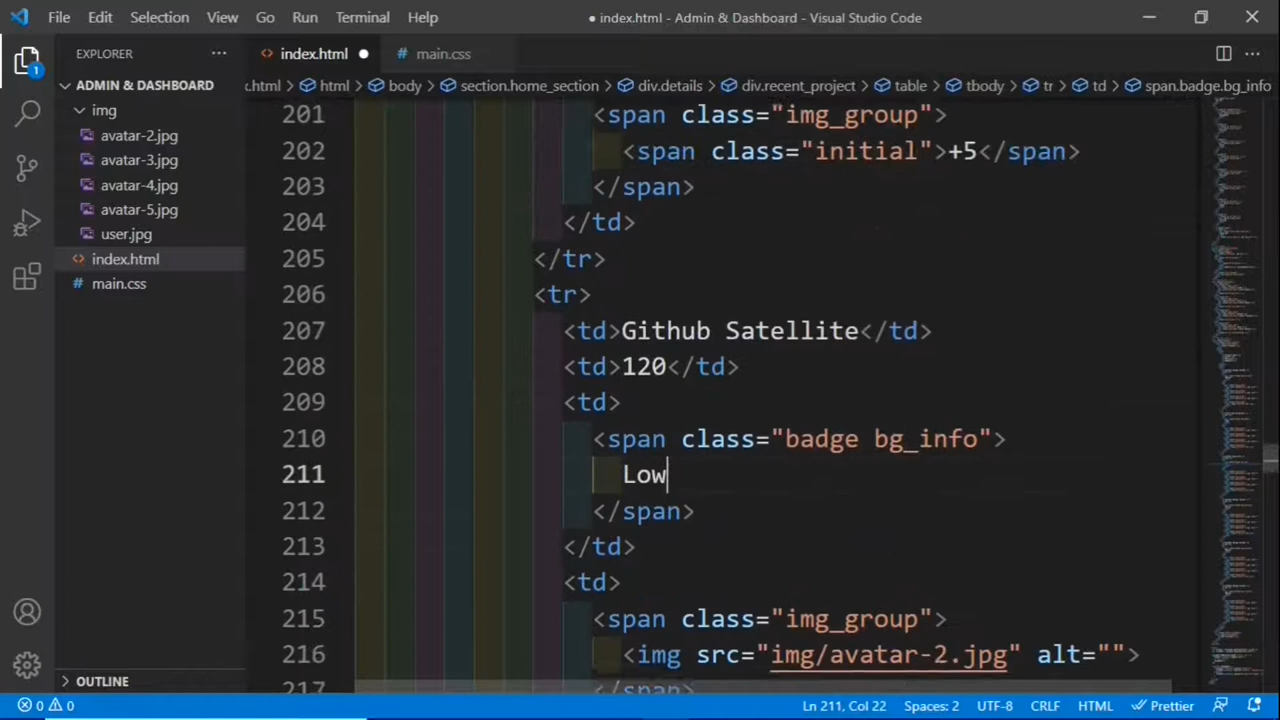 File Edit Selection View Go Run Terminal Help
● index.html - Admin & Dashboard - Visual Studio Code
EXPLORER
index.html
main.css
.html > html > body > section.home_section > div.details > div.recent_project > table > tbody > tr > td > span.badge.bg_info
ADMIN & DASHBOARD
img
avatar-2.jpg
avatar-3.jpg
avatar-4.jpg
avatar-5.jpg
user.jpg
index.html
main.css
OUTLINE
1
201 <span class="img_group">
202 <span class="initial">+5</span>
203 </span>
204 </td>
205 </tr>
206 <tr>
207 <td>Github Satellite</td>
208 <td>120</td>
209 <td>
210 <span class="badge bg_info">
211 Low
212 </span>
213 </td>
214 <td>
215 <span class="img_group">
216 <img src="img/avatar-2.jpg" alt="">
217 </span>
0 0 Ln 211, Col 22 Spaces: 2 UTF-8 CRLF HTML Prettier